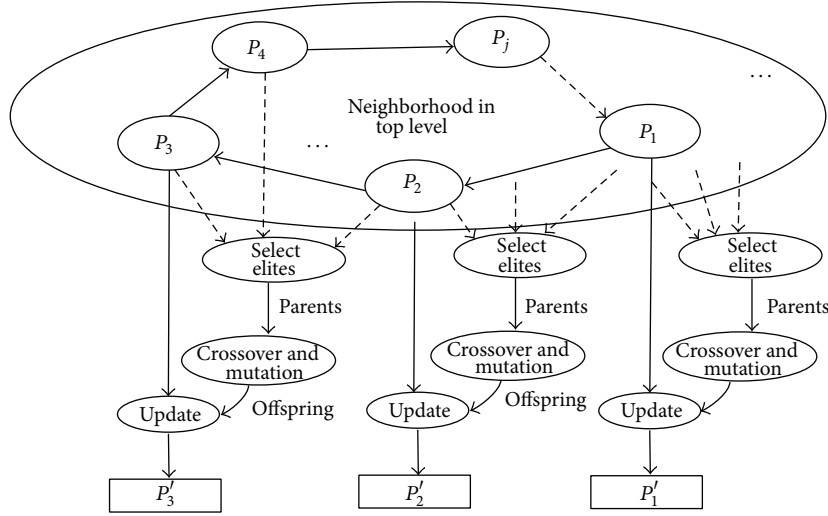 P4
Pj
...
Neighborhood in
top level
P3
...
P1
P2
Select
elites
Select
elites
Select
elites
Parents
Parents
Parents
Crossover and
mutation
Crossover and
mutation
Crossover and
mutation
Update
Offspring
Update
Offspring
Update
P′3
P′2
P′1